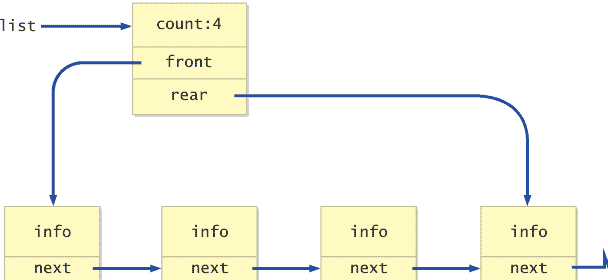 list
count:4
front
rear
info info info info
next next next next